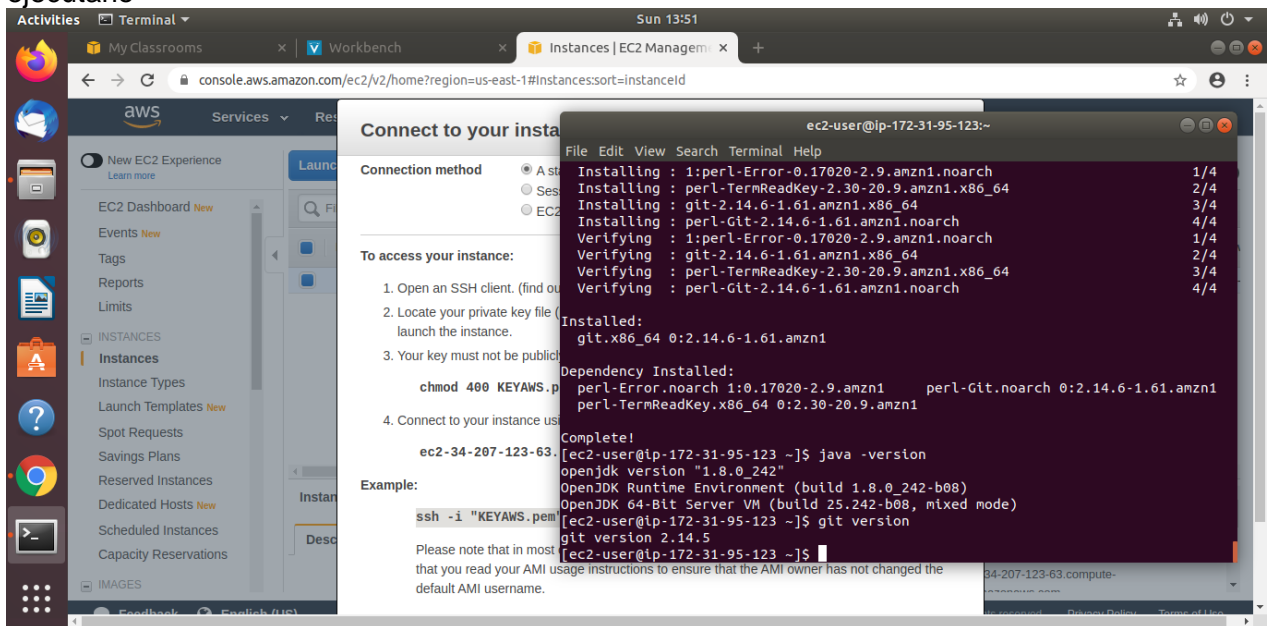 Activities Terminal Sun 13:51
My Classrooms Workbench Instances | EC2 Managem
console.aws.amazon.com/ec2/v2/home?region=us-east-1#Instances:sort=instanceId
aws Services
New EC2 Experience
Learn more
EC2 Dashboard New
Events New
Tags
Reports
Limits
INSTANCES
Instances
Instance Types
Launch Templates New
Spot Requests
Savings Plans
Reserved Instances
Dedicated Hosts New
Scheduled Instances
Capacity Reservations
IMAGES
Connect to your insta
Connection method
To access your instance:
1. Open an SSH client. (find ou
2. Locate your private key file (
launch the instance.
3. Your key must not be publicl
chmod 400 KEYAWS.p
4. Connect to your instance usi
ec2-34-207-123-63.
Example:
ssh -i "KEYAWS.pem"
Please note that in most
that you read your AMI usage instructions to ensure that the AMI owner has not changed the
default AMI username.
ec2-user@ip-172-31-95-123:~
File Edit View Search Terminal Help
Installing : 1:perl-Error-0.17020-2.9.amzn1.noarch 1/4
Installing : perl-TermReadKey-2.30-20.9.amzn1.x86_64 2/4
Installing : git-2.14.6-1.61.amzn1.x86_64 3/4
Installing : perl-Git-2.14.6-1.61.amzn1.noarch 4/4
Verifying : 1:perl-Error-0.17020-2.9.amzn1.noarch 1/4
Verifying : git-2.14.6-1.61.amzn1.x86_64 2/4
Verifying : perl-TermReadKey-2.30-20.9.amzn1.x86_64 3/4
Verifying : perl-Git-2.14.6-1.61.amzn1.noarch 4/4
Installed:
git.x86_64 0:2.14.6-1.61.amzn1
Dependency Installed:
perl-Error.noarch 1:0.17020-2.9.amzn1 perl-Git.noarch 0:2.14.6-1.61.amzn1
perl-TermReadKey.x86_64 0:2.30-20.9.amzn1
Complete!
[ec2-user@ip-172-31-95-123 ~]$ java -version
openjdk version "1.8.0_242"
OpenJDK Runtime Environment (build 1.8.0_242-b08)
OpenJDK 64-Bit Server VM (build 25.242-b08, mixed mode)
[ec2-user@ip-172-31-95-123 ~]$ git version
git version 2.14.5
[ec2-user@ip-172-31-95-123 ~]$
34-207-123-63.compute-